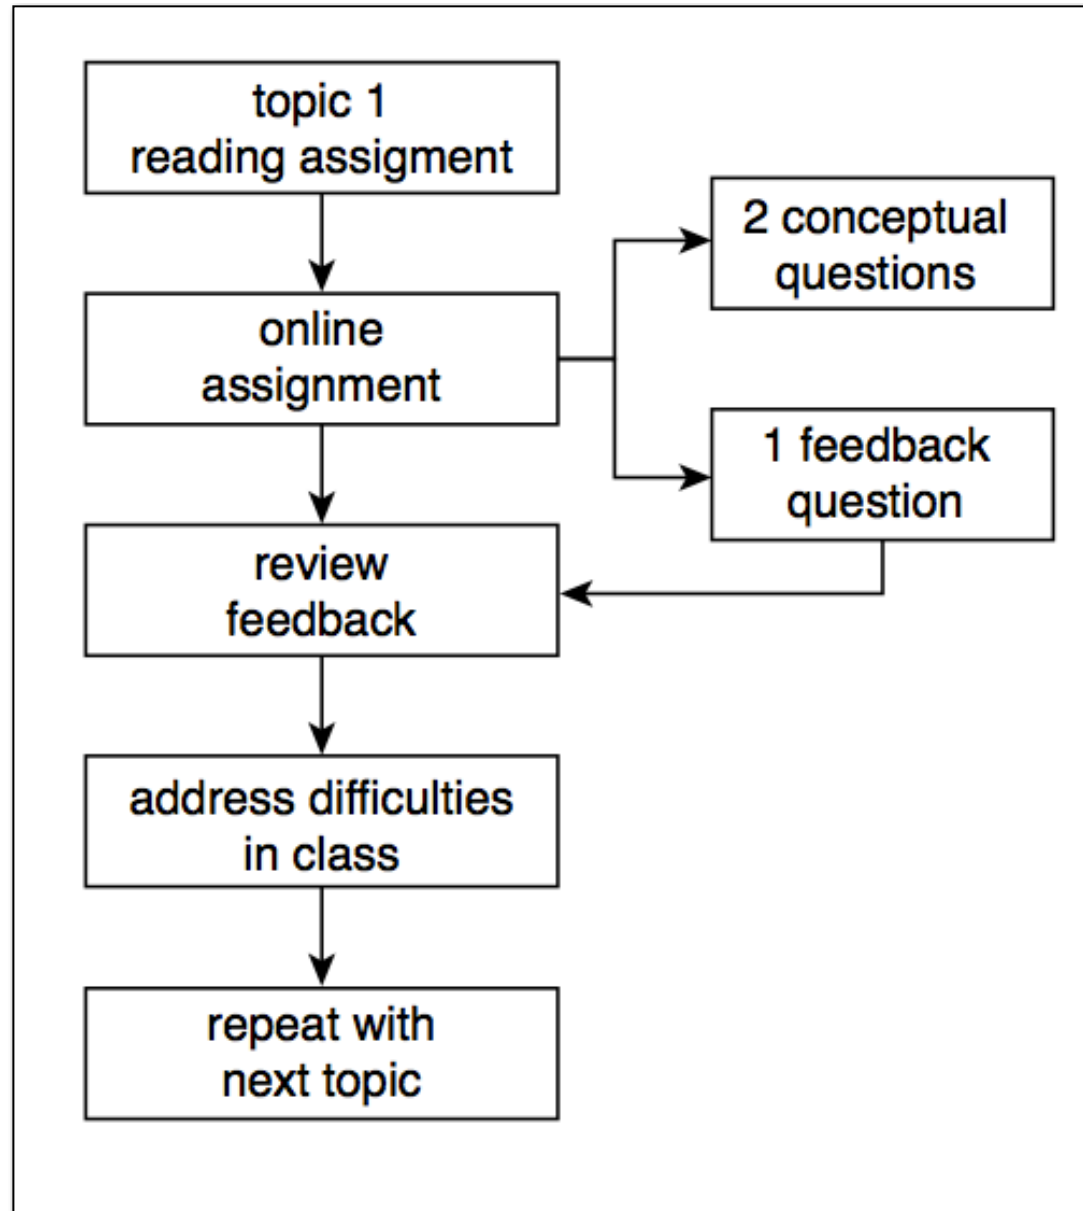 topic 1
reading assigment
online
assignment
2 conceptual
questions
1 feedback
question
review
feedback
address difficulties
in class
repeat with
next topic